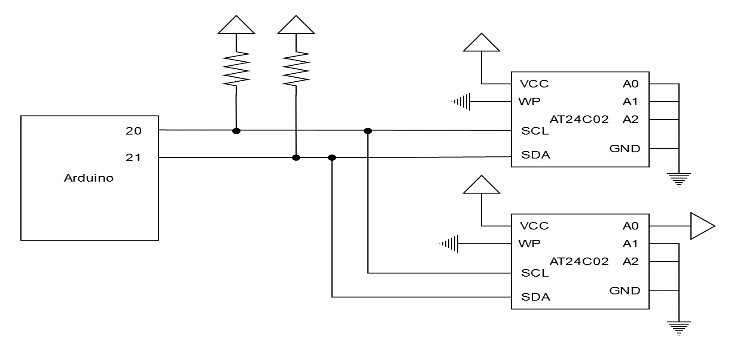 20
21
Arduino
VCC
WP
SCL
SDA
AT24C02
A0
A1
A2
GND
VCC
WP
SCL
SDA
AT24C02
A0
A1
A2
GND